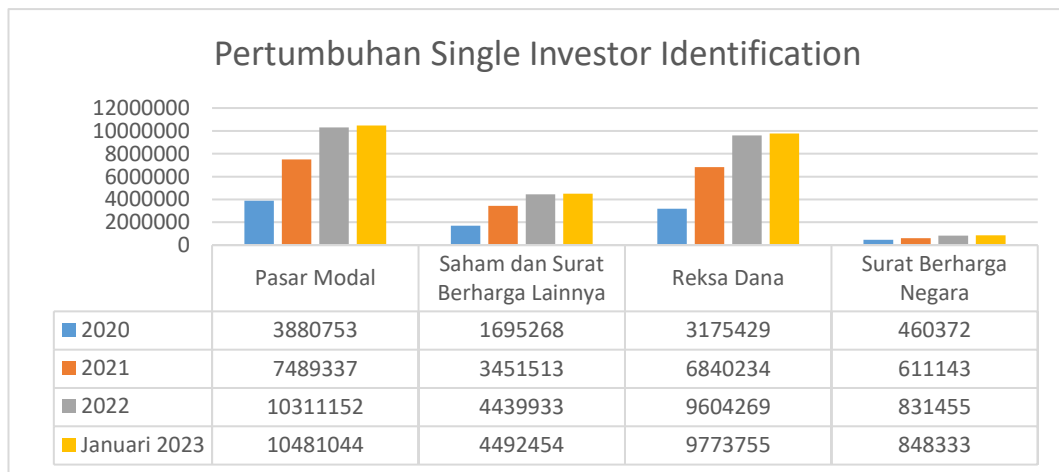 Pertumbuhan Single Investor Identification
12000000
10000000
8000000
6000000
4000000
2000000
0
Pasar Modal
Saham dan Surat
Berharga Lainnya
Reksa Dana
Surat Berharga
Negara
2020 3880753 1695268 3175429 460372
2021 7489337 3451513 6840234 611143
2022 10311152 4439933 9604269 831455
Januari 2023 10481044 4492454 9773755 848333